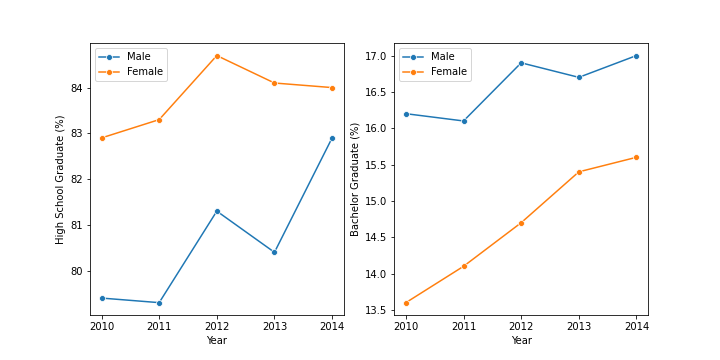 Male
Female
High School Graduate (%)
84
83
82
81
80
2010 2011 2012 2013 2014
Year
Male
Female
Bachelor Graduate (%)
17.0
16.5
16.0
15.5
15.0
14.5
14.0
13.5
2010 2011 2012 2013 2014
Year